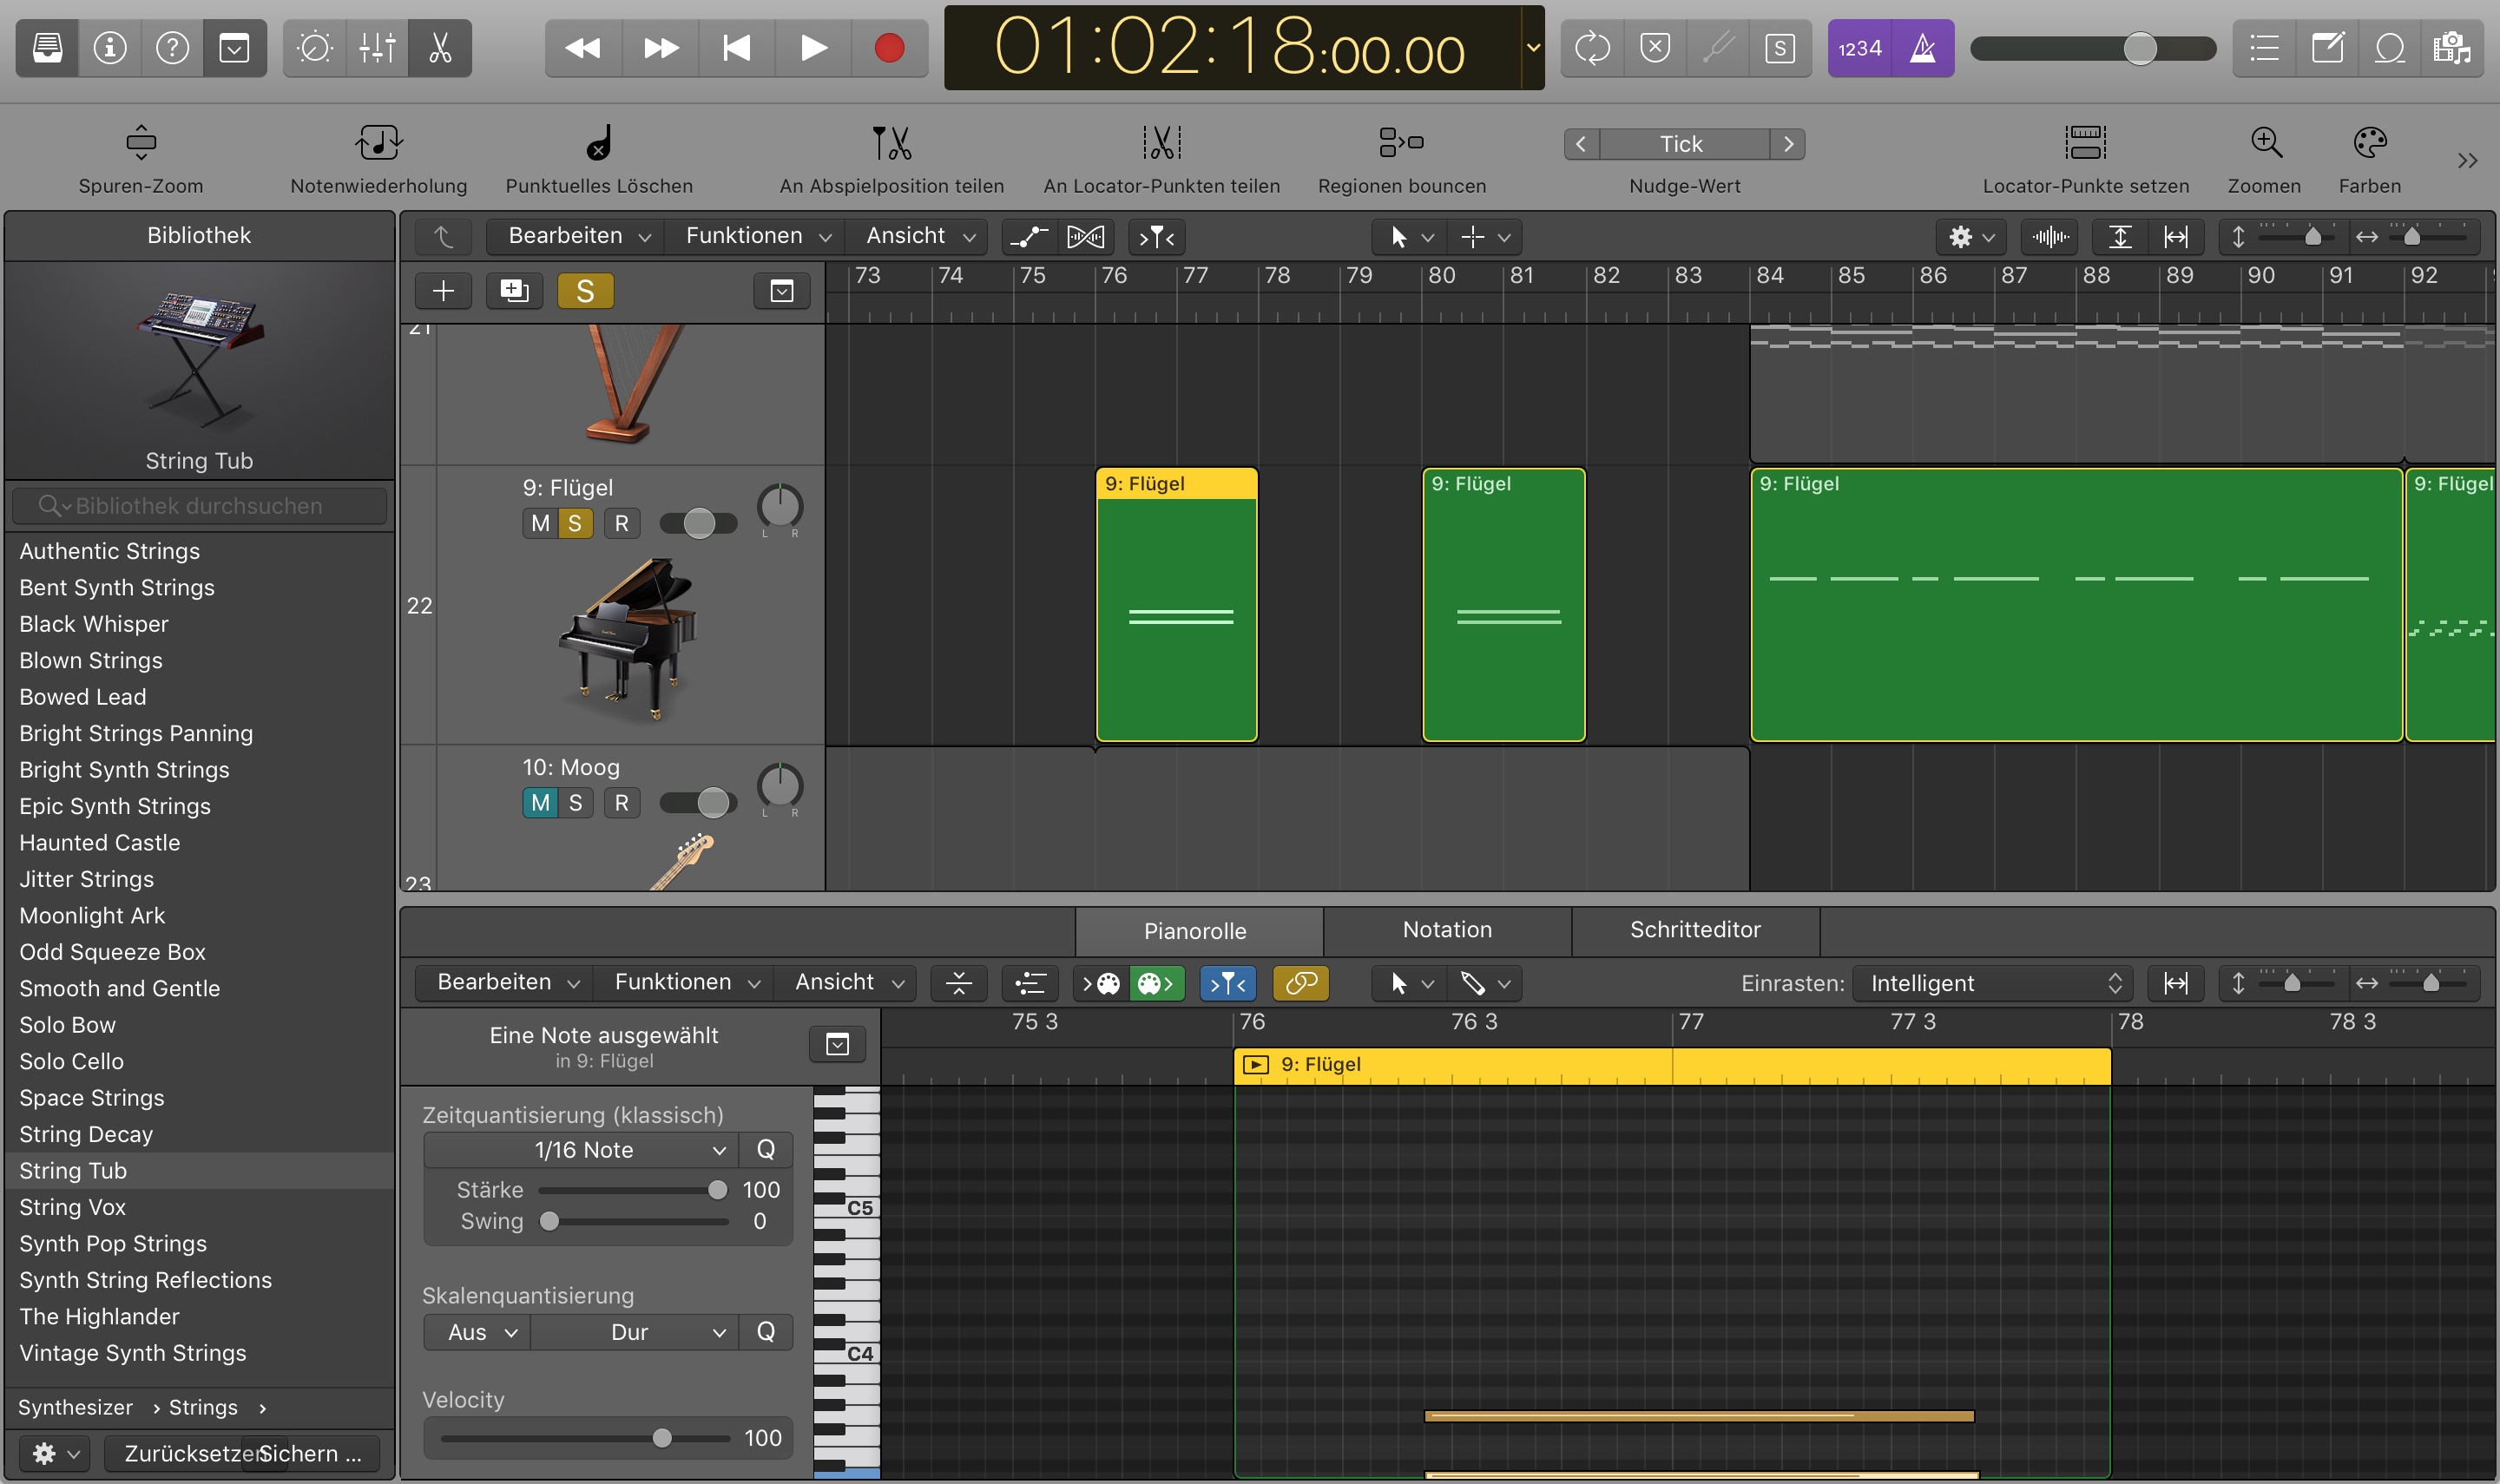 01:02:18:00.00
S
1234
Tick
Spuren-Zoom
Notenwiederholung
Punktuelles Löschen
An Abspielposition teilen
An Locator-Punkten teilen
Regionen bouncen
Nudge-Wert
Locator-Punkte setzen
Zoomen
Farben
Bibliothek
String Tub
Bibliothek durchsuchen
Authentic Strings
Bent Synth Strings
Black Whisper
Blown Strings
Bowed Lead
Bright Strings Panning
Bright Synth Strings
Epic Synth Strings
Haunted Castle
Jitter Strings
Moonlight Ark
Odd Squeeze Box
Smooth and Gentle
Solo Bow
Solo Cello
Space Strings
String Decay
String Tub
String Vox
Synth Pop Strings
Synth String Reflections
The Highlander
Vintage Synth Strings
Synthesizer > Strings >
Zurücksetzen
Sichern ...
Bearbeiten Funktionen Ansicht
S
73 74 75 76 77 78 79 80 81 82 83 84 85 86 87 88 89 90 91 92
21
22
9: Flügel
M S R
L R
9: Flügel
9: Flügel
9: Flügel
9: Flügel
23
10: Moog
M S R
L R
Pianorolle
Notation
Schritteditor
Bearbeiten Funktionen Ansicht
Einrasten: Intelligent
Eine Note ausgewählt
in 9: Flügel
75 3 76 76 3 77 77 3 78 78 3
9: Flügel
Zeitquantisierung (klassisch)
1/16 Note Q
Stärke 100
Swing 0
Skalenquantisierung
Aus Dur Q
Velocity
100
C5
C4